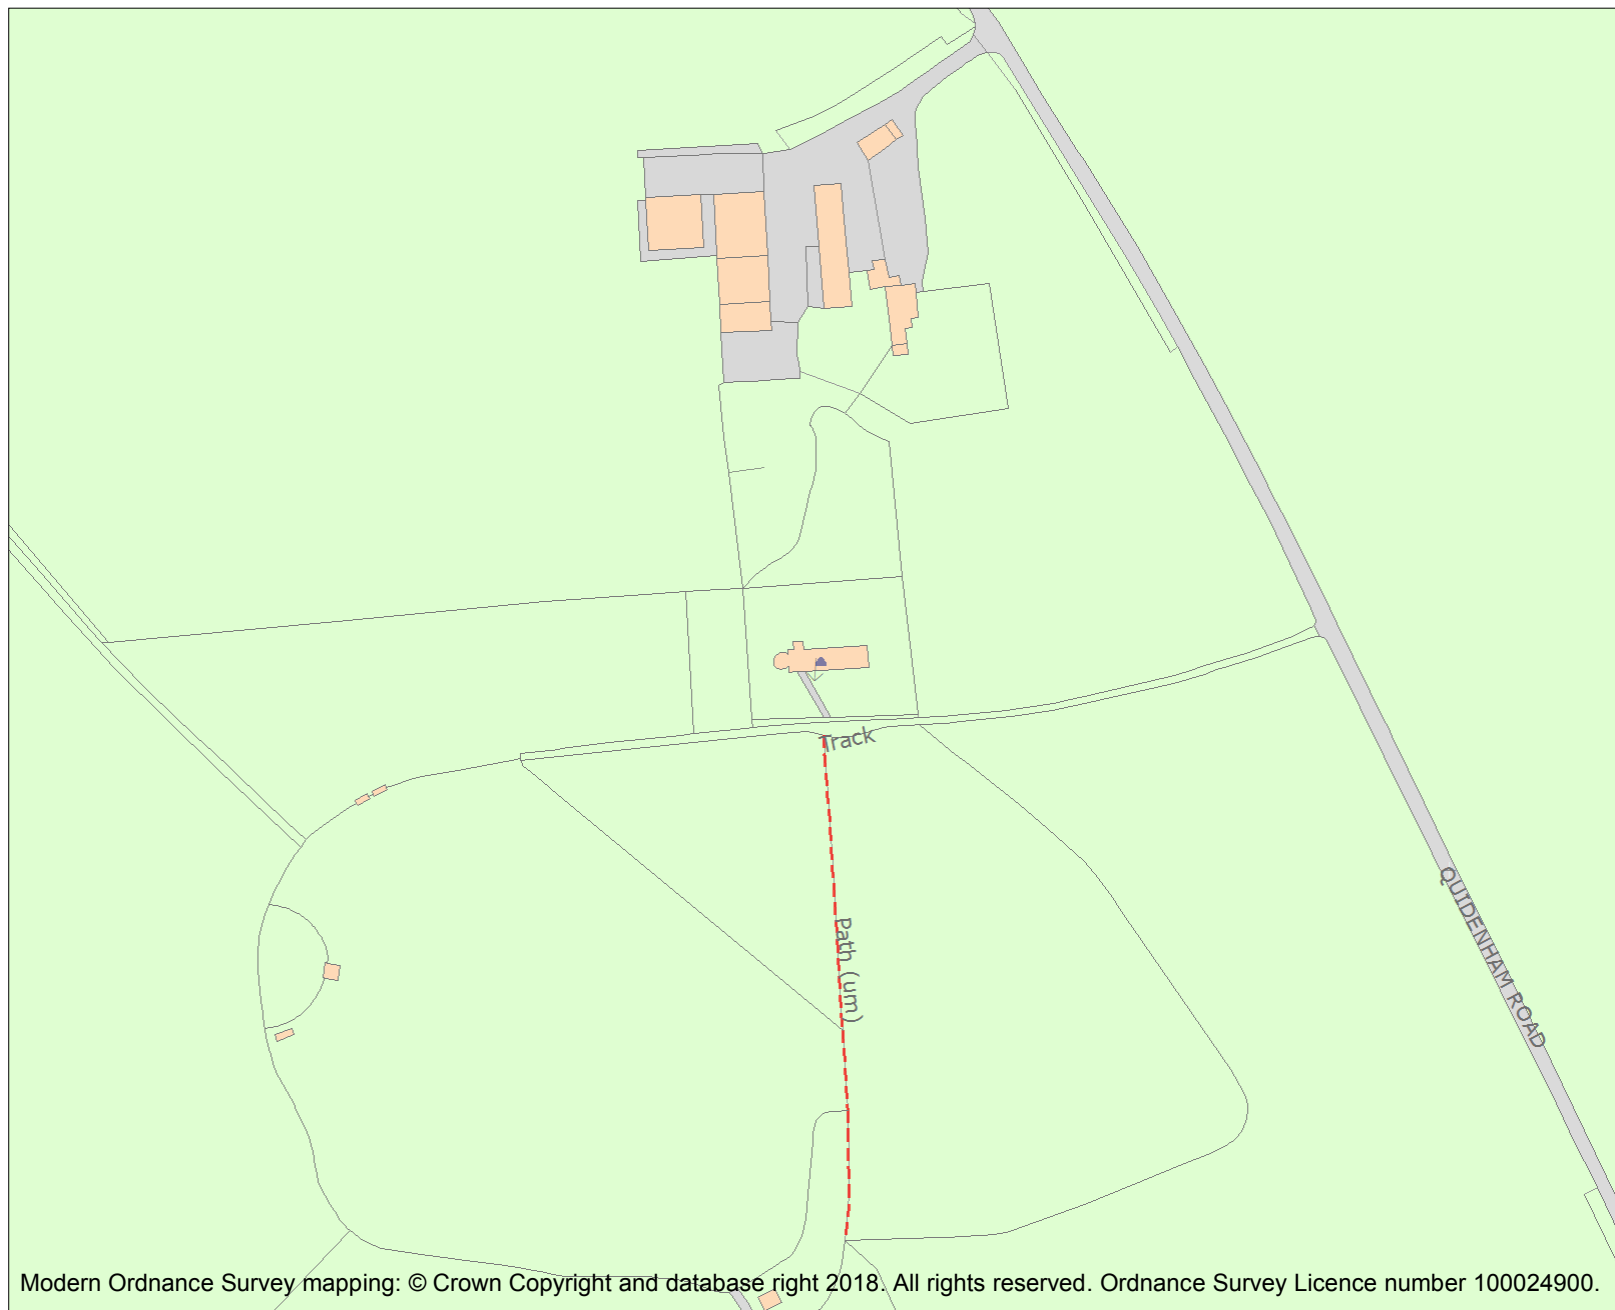 Track
Path (um)
QUIDENHAM ROAD
Modern Ordnance Survey mapping: © Crown Copyright and database right 2018. All rights reserved. Ordnance Survey Licence number 100024900.